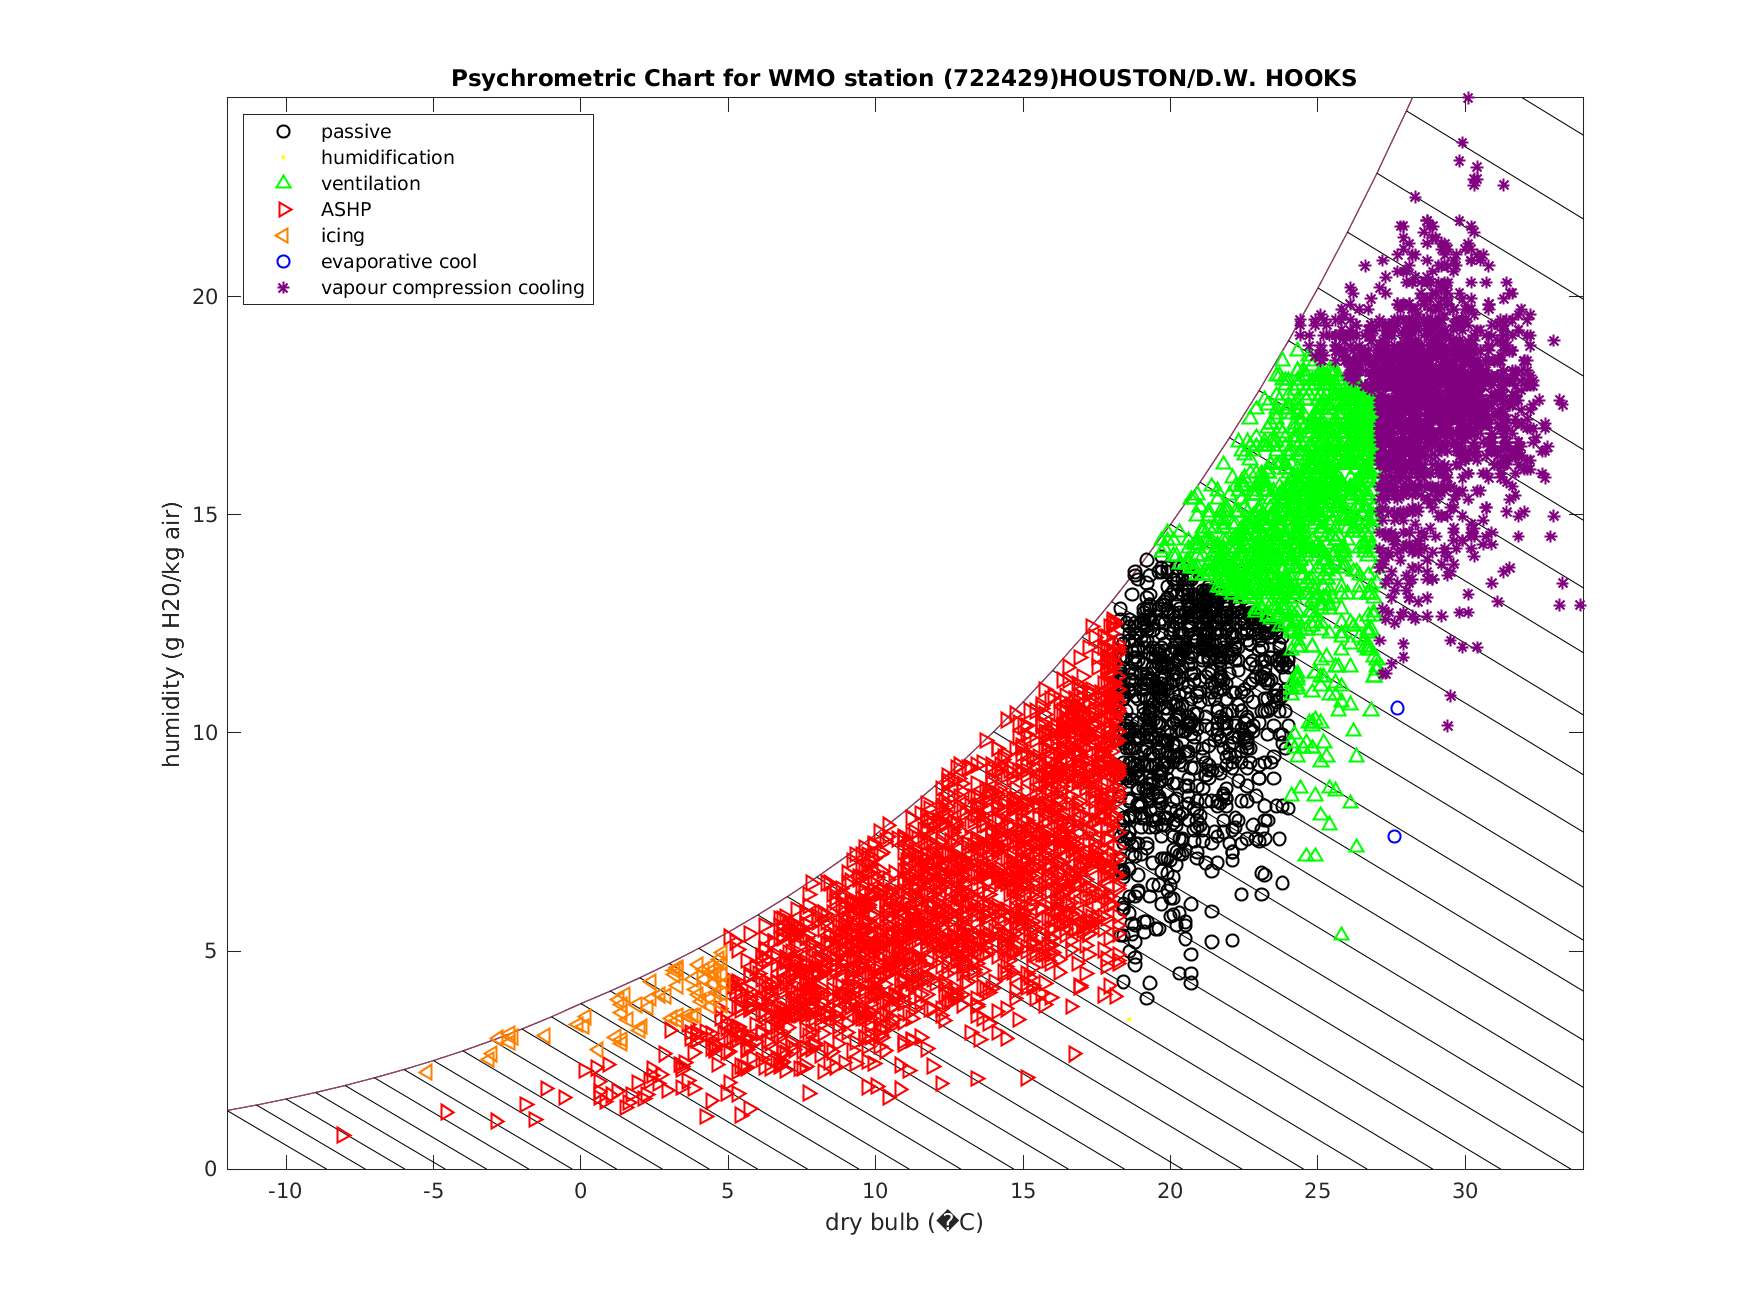 Psychrometric Chart for WMO station (722429)HOUSTON/D.W. HOOKS
passive
humidification
ventilation
ASHP
icing
evaporative cool
vapour compression cooling
humidity (g H20/kg air)
20
15
10
5
0
-10 -5 0 5 10 15 20 25 30
dry bulb (�C)